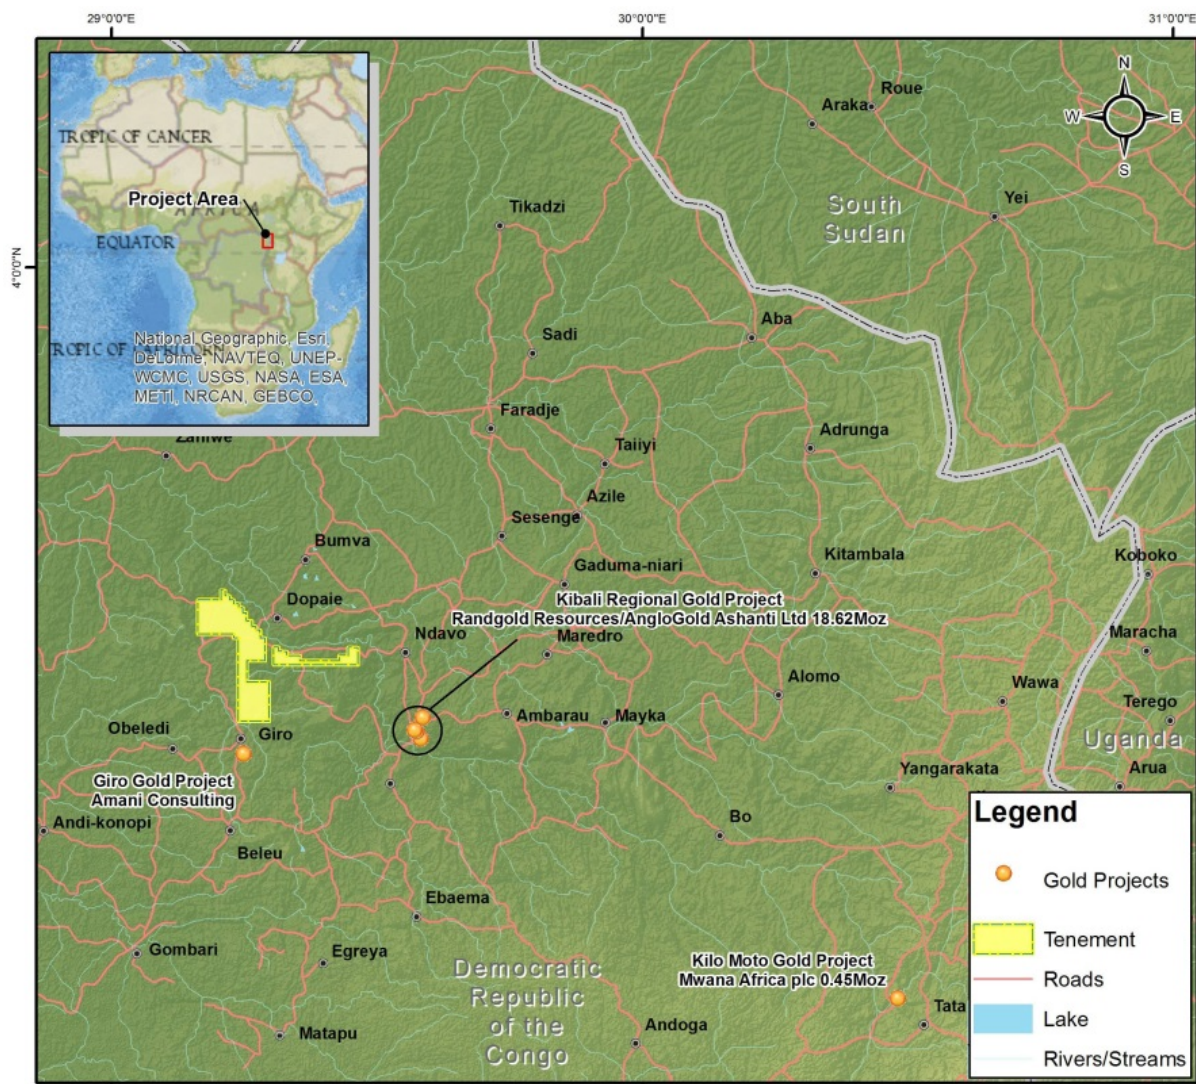 29°0'0"E
30°0'0"E
31°0'0"E
4°0'0"N
TROPIC OF CANCER
Project Area
AFRICA
EQUATOR
TROPIC OF CAPRICORN
National Geographic, Esri,
DeLorme, NAVTEQ, UNEP-
WCMC, USGS, NASA, ESA,
METI, NRCAN, GEBCO,
N
W
E
S
Roue
Araka
Yei
South
Sudan
Tikadzi
Aba
Sadi
Faradje
Adrunga
Taiiyi
Azile
Sesenge
Bumva
Kitambala
Koboko
Gaduma-niari
Kibali Regional Gold Project
Randgold Resources/AngloGold Ashanti Ltd 18.62Moz
Dopaie
Ndavo
Maredro
Maracha
Alomo
Wawa
Terego
Ambarau
Mayka
Uganda
Obeledi
Giro
Giro Gold Project
Amani Consulting
Yangarakata
Arua
Andi-konopi
Beleu
Bo
Ebaema
Gombari
Egreya
Democratic
Republic
of the
Congo
Kilo Moto Gold Project
Mwana Africa plc 0.45Moz
Tata
Matapu
Andoga
Legend
Gold Projects
Tenement
Roads
Lake
Rivers/Streams